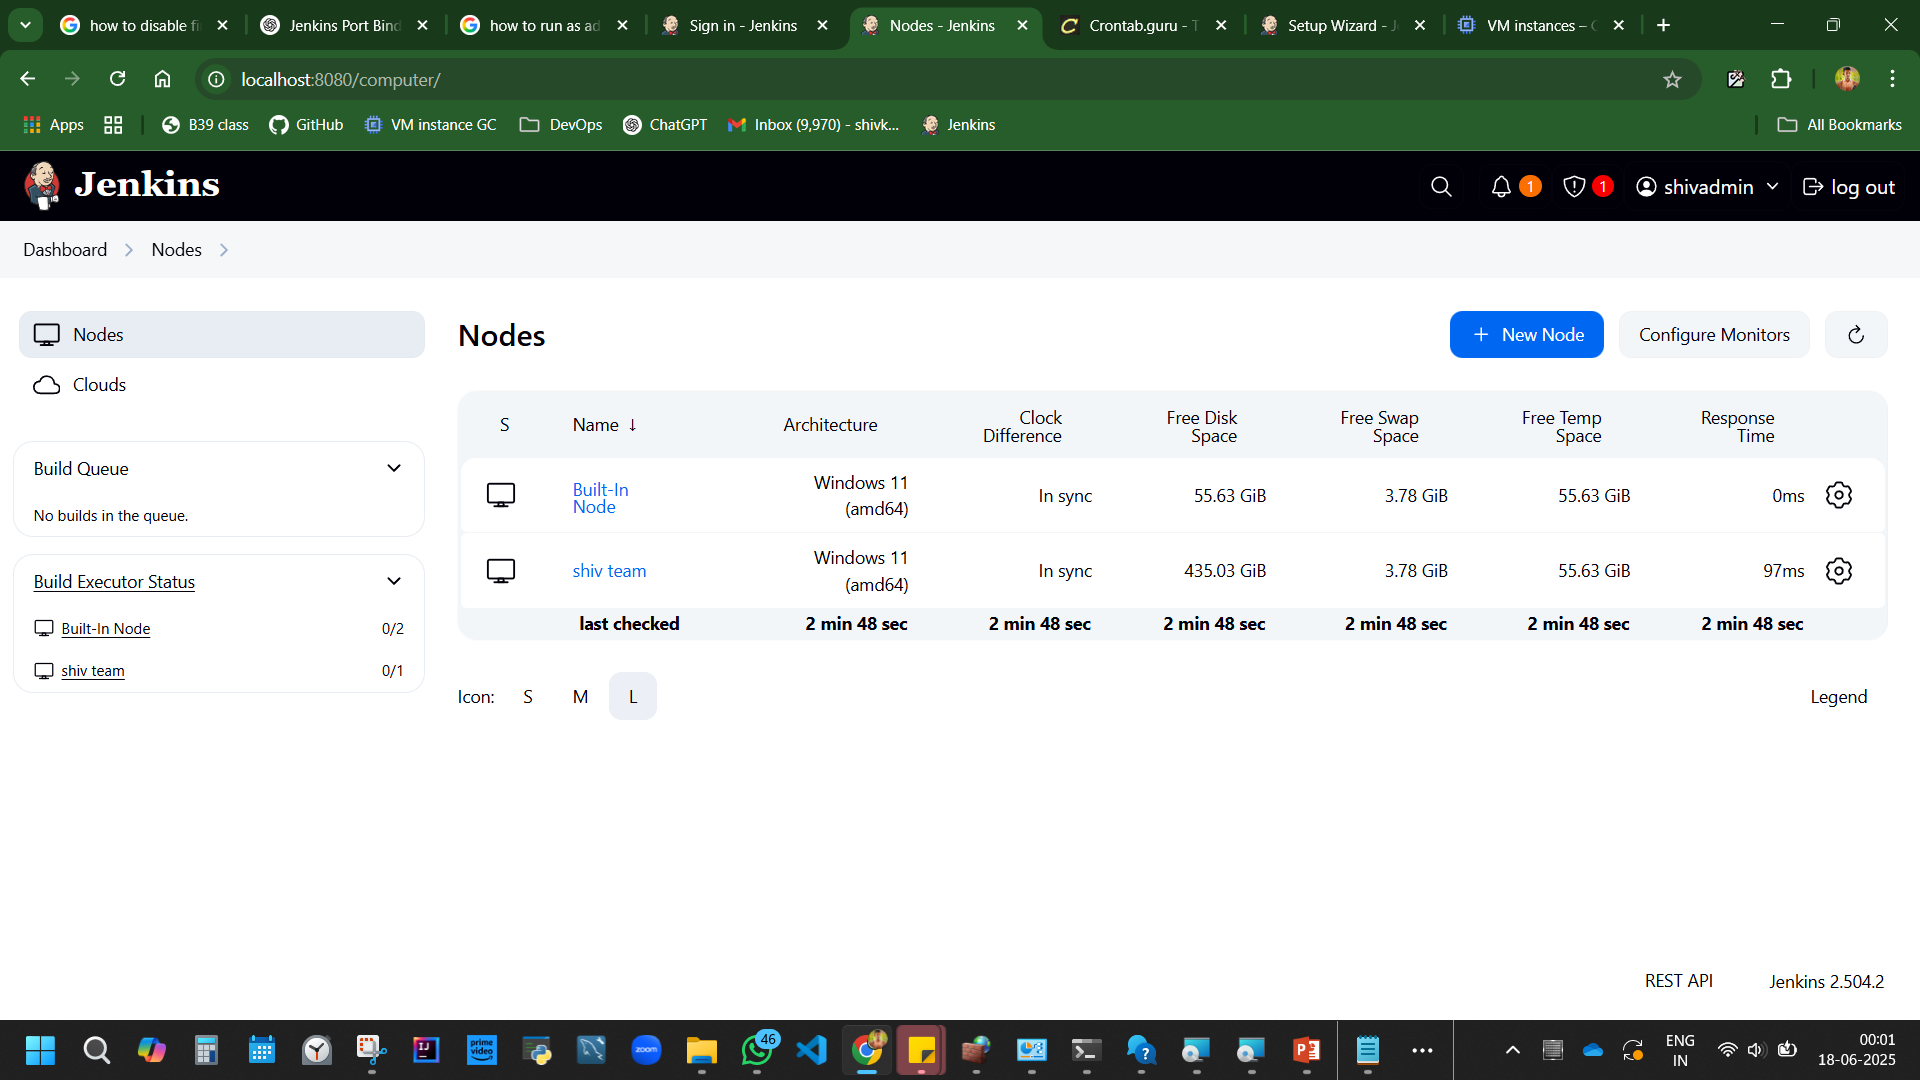 how to disable fi
Jenkins Port Bind
how to run as ad
Sign in - Jenkins
Nodes - Jenkins
Crontab.guru - T
Setup Wizard - J
VM instances – C
localhost:8080/computer/
Apps
B39 class
GitHub
VM instance GC
DevOps
ChatGPT
Inbox (9,970) - shivk...
Jenkins
All Bookmarks
Jenkins
1
1
shivadmin
log out
Dashboard
Nodes
Nodes
Clouds
Build Queue
No builds in the queue.
Build Executor Status
Built-In Node 0/2
shiv team 0/1
Nodes
New Node
Configure Monitors
S Name ↓ Architecture Clock Difference Free Disk Space Free Swap Space Free Temp Space Response Time
Built-In Node Windows 11 (amd64) In sync 55.63 GiB 3.78 GiB 55.63 GiB 0ms
shiv team Windows 11 (amd64) In sync 435.03 GiB 3.78 GiB 55.63 GiB 97ms
last checked 2 min 48 sec 2 min 48 sec 2 min 48 sec 2 min 48 sec 2 min 48 sec 2 min 48 sec
Icon: S M L
Legend
REST API
Jenkins 2.504.2
IJ
prime video
zoom
46
ENG
IN
00:01
18-06-2025